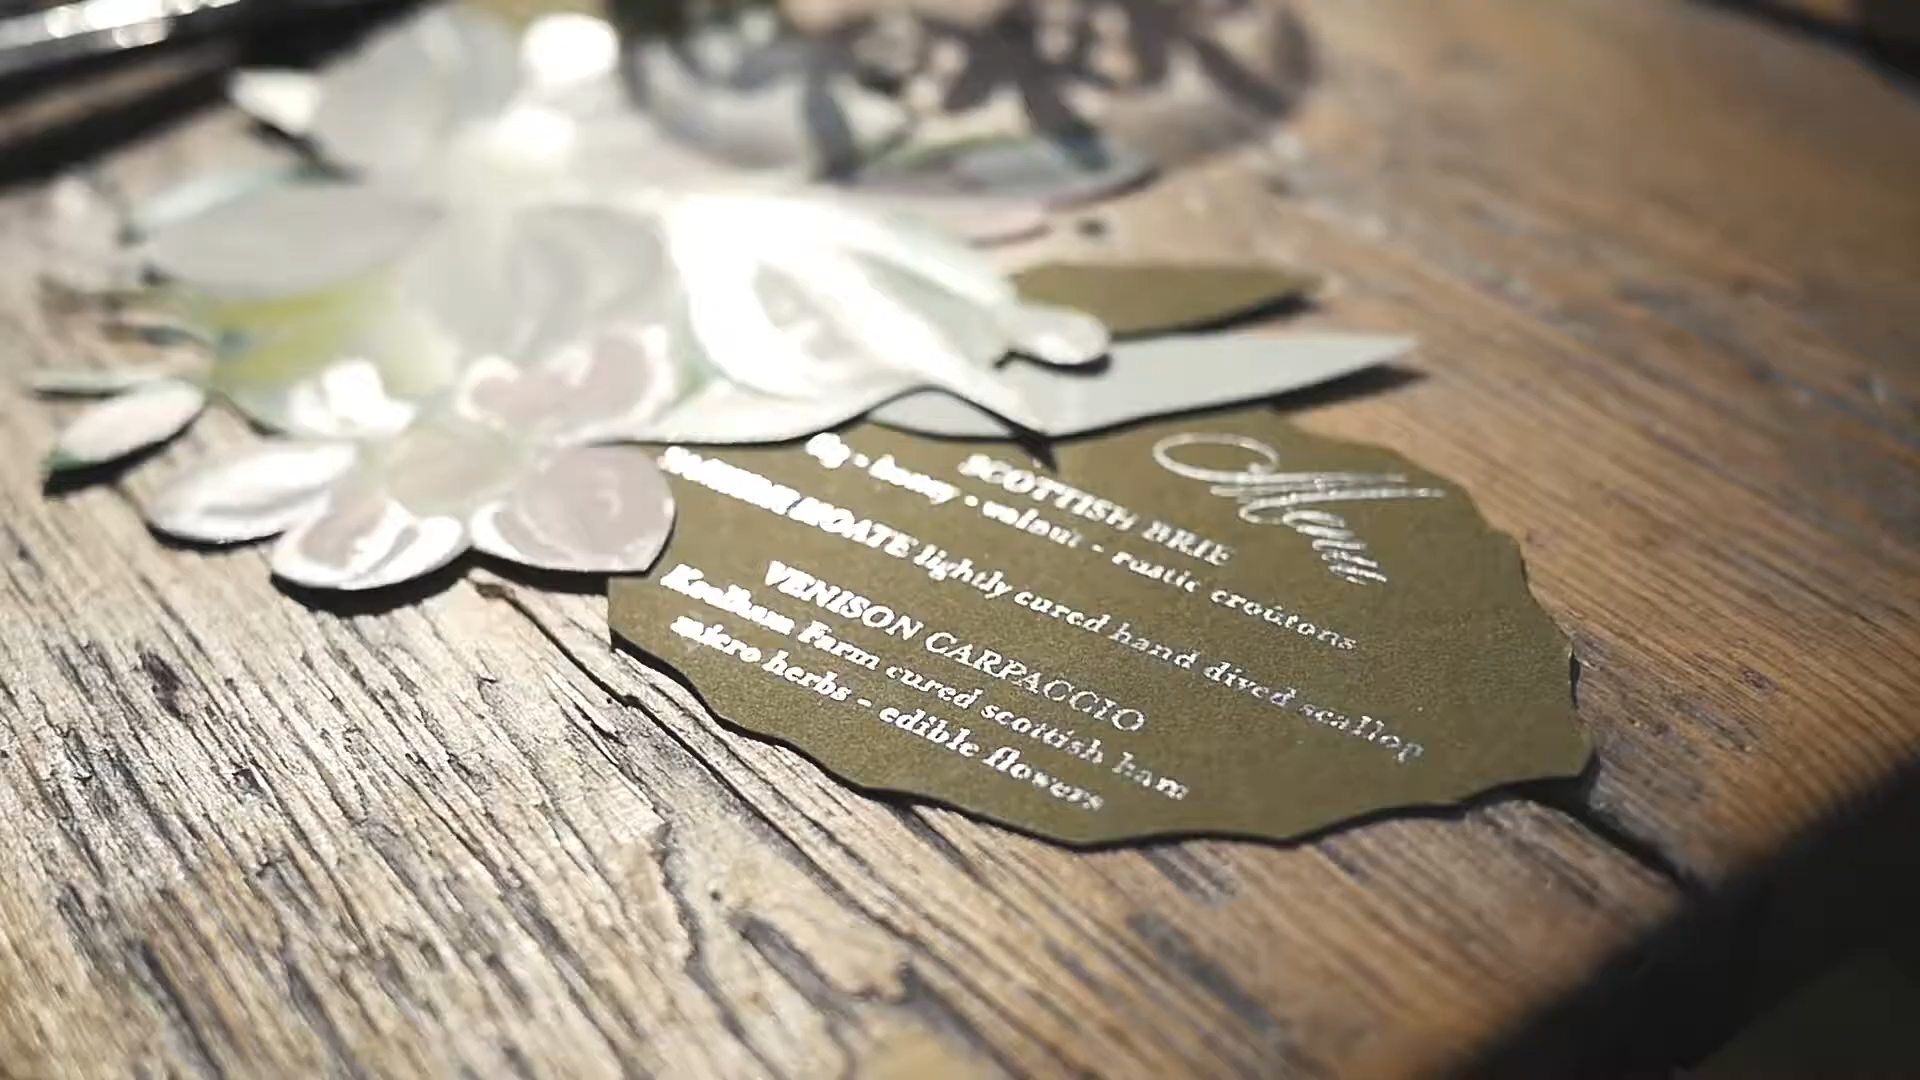 Menu
SCOTTISH BRIE
fig - honey - walnut - rustic croûtons
lightly cured hand dived scallop
VENISON CARPACCIO
Farm cured scottish ham
micro herbs - edible flowers